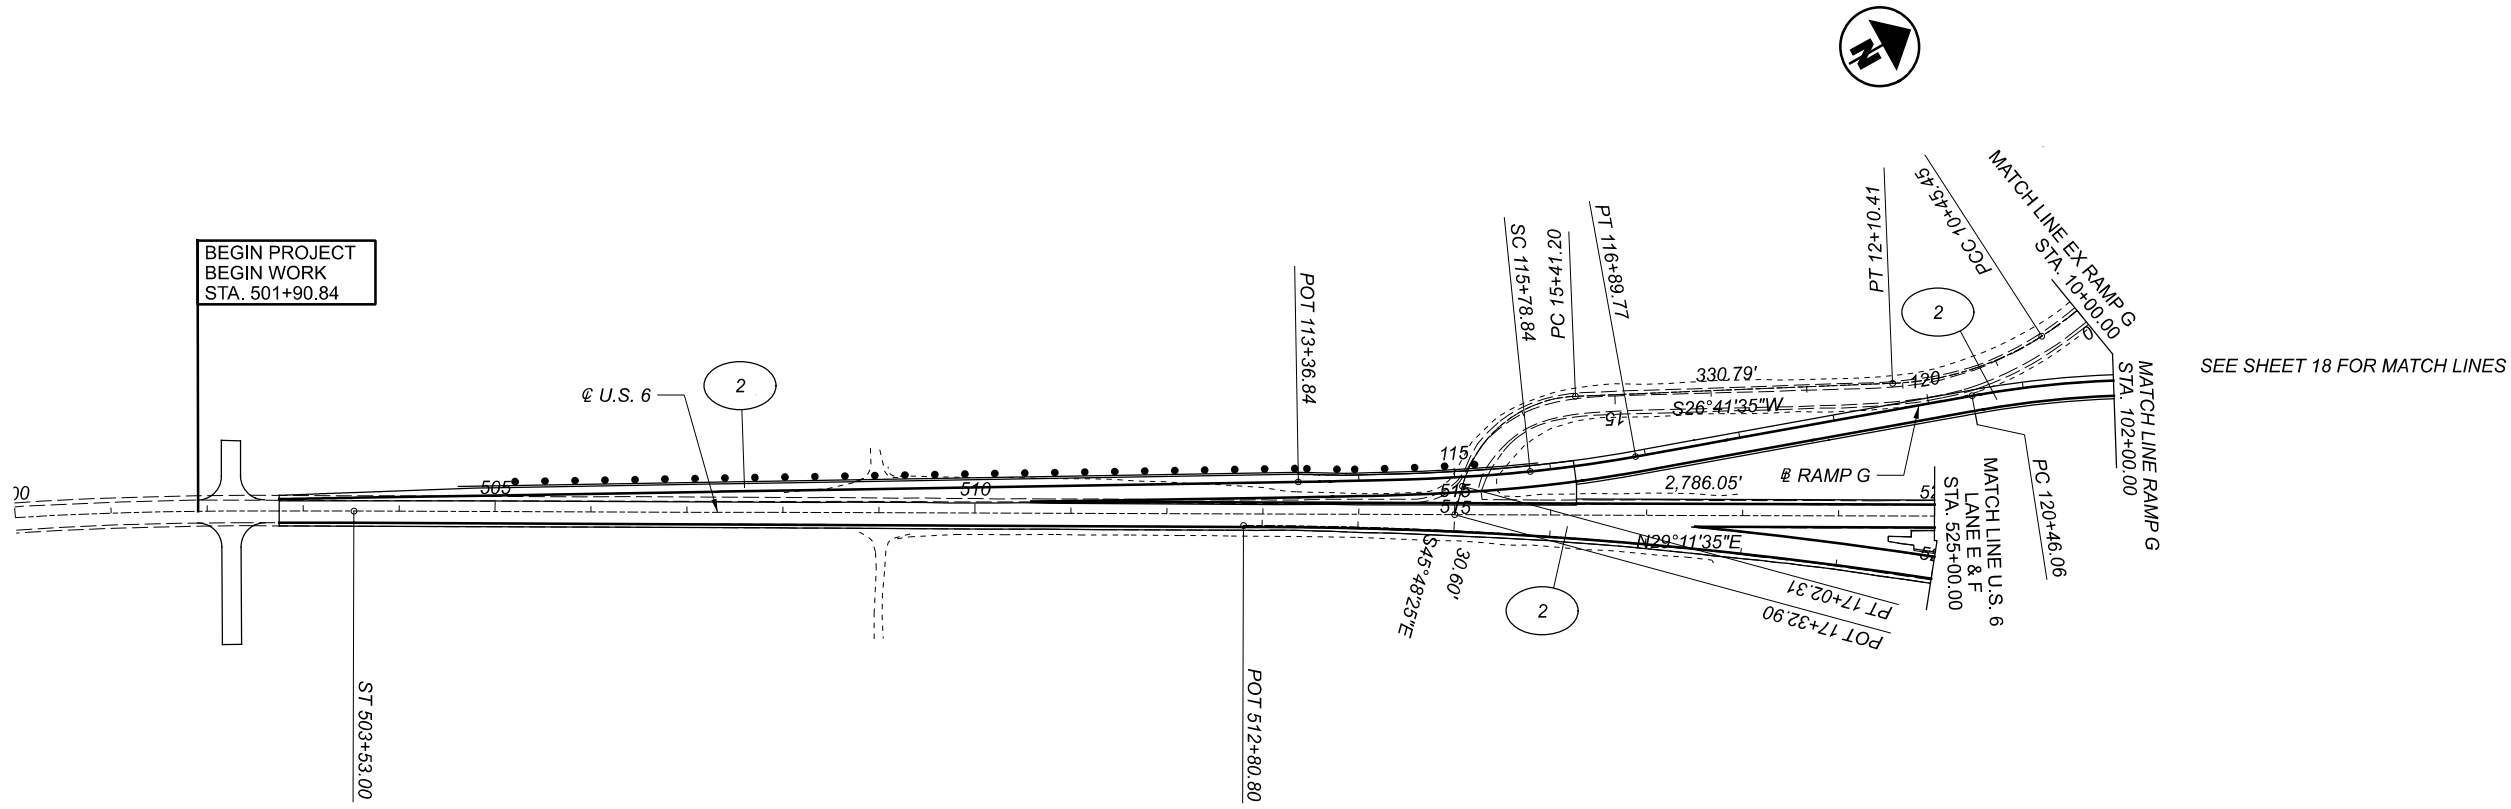 N
BEGIN PROJECT
BEGIN WORK
STA. 501+90.84
℄ U.S. 6
2
POT 113+36.84
SC 115+78.84
PC 15+41.20
PT 116+89.77
PT 12+10.41
PCC 10+45.45
MATCH LINE EX RAMP G
STA. 10+00.00
2
330.79'
120
S26°41'35"W
15
0
MATCH LINE RAMP G
STA. 102+00.00
SEE SHEET 18 FOR MATCH LINES
00
505
510
115
515
515
2,786.05'
RAMP G
52
N29°11'35"E
52
MATCH LINE U.S. 6
LANE E & F
STA. 525+00.00
PC 120+46.06
S45°48'25"E
30.60'
2
PT 17+02.31
POT 17+32.90
ST 503+53.00
POT 512+80.80